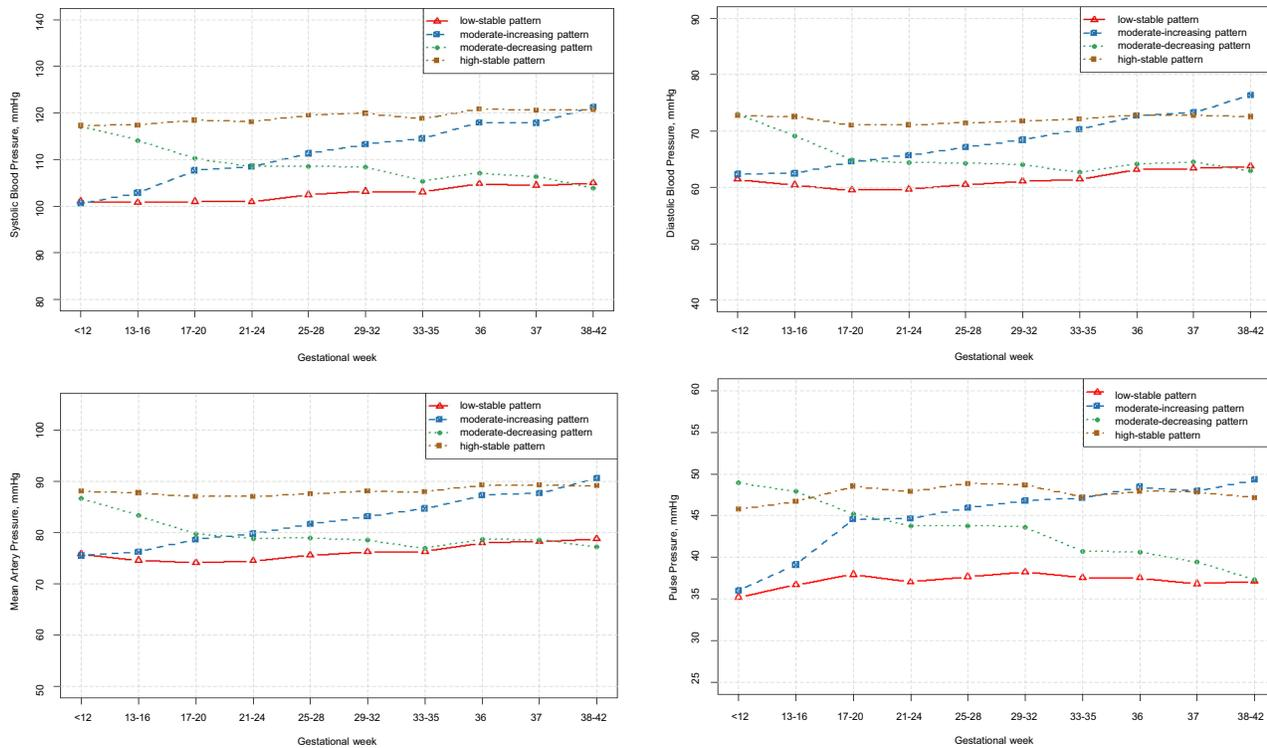 Systolic Blood Pressure, mmHg
140
130
120
110
100
90
80
low-stable pattern
moderate-increasing pattern
moderate-decreasing pattern
high-stable pattern
<12 13-16 17-20 21-24 25-28 29-32 33-35 36 37 38-42
Gestational week
Diastolic Blood Pressure, mmHg
90
80
70
60
50
40
low-stable pattern
moderate-increasing pattern
moderate-decreasing pattern
high-stable pattern
<12 13-16 17-20 21-24 25-28 29-32 33-35 36 37 38-42
Gestational week
Mean Artery Pressure, mmHg
100
90
80
70
60
50
low-stable pattern
moderate-increasing pattern
moderate-decreasing pattern
high-stable pattern
<12 13-16 17-20 21-24 25-28 29-32 33-35 36 37 38-42
Gestational week
Pulse Pressure, mmHg
60
55
50
45
40
35
30
25
low-stable pattern
moderate-increasing pattern
moderate-decreasing pattern
high-stable pattern
<12 13-16 17-20 21-24 25-28 29-32 33-35 36 37 38-42
Gestational week